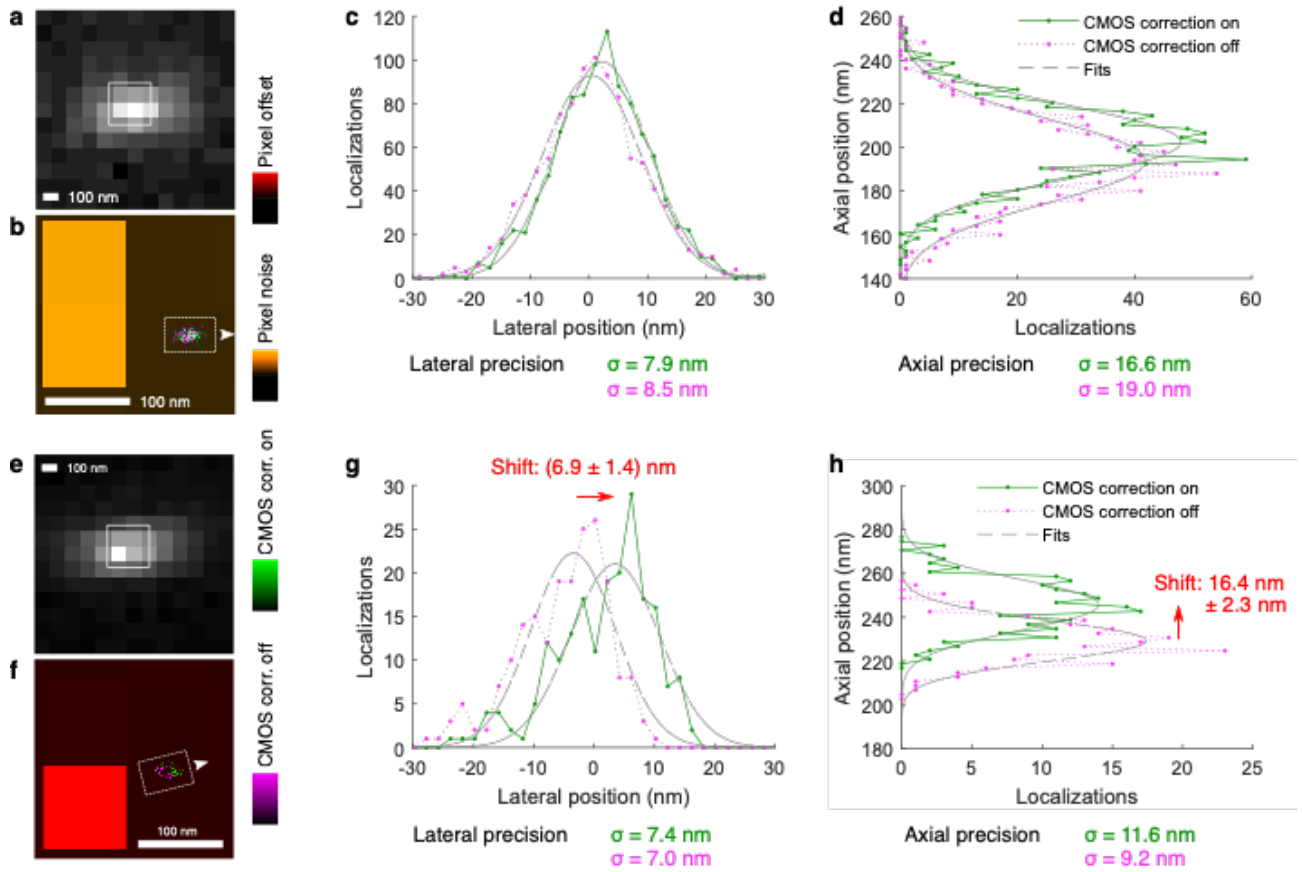 a
100 nm
Pixel offset
b
100 nm
Pixel noise
c
120
100
80
60
40
20
0
Localizations
-30
-20
-10
0
10
20
30
Lateral position (nm)
Lateral precision
σ = 7.9 nm
σ = 8.5 nm
d
260
240
220
200
180
160
140
Axial position (nm)
CMOS correction on
CMOS correction off
Fits
0
20
40
60
Localizations
Axial precision
σ = 16.6 nm
σ = 19.0 nm
e
100 nm
CMOS corr. on
f
100 nm
CMOS corr. off
g
Shift: (6.9 ± 1.4) nm
30
25
20
15
10
5
0
Localizations
-30
-20
-10
0
10
20
30
Lateral position (nm)
Lateral precision
σ = 7.4 nm
σ = 7.0 nm
h
300
280
260
240
220
200
180
Axial position (nm)
CMOS correction on
CMOS correction off
Fits
Shift: 16.4 nm
± 2.3 nm
0
5
10
15
20
25
Localizations
Axial precision
σ = 11.6 nm
σ = 9.2 nm